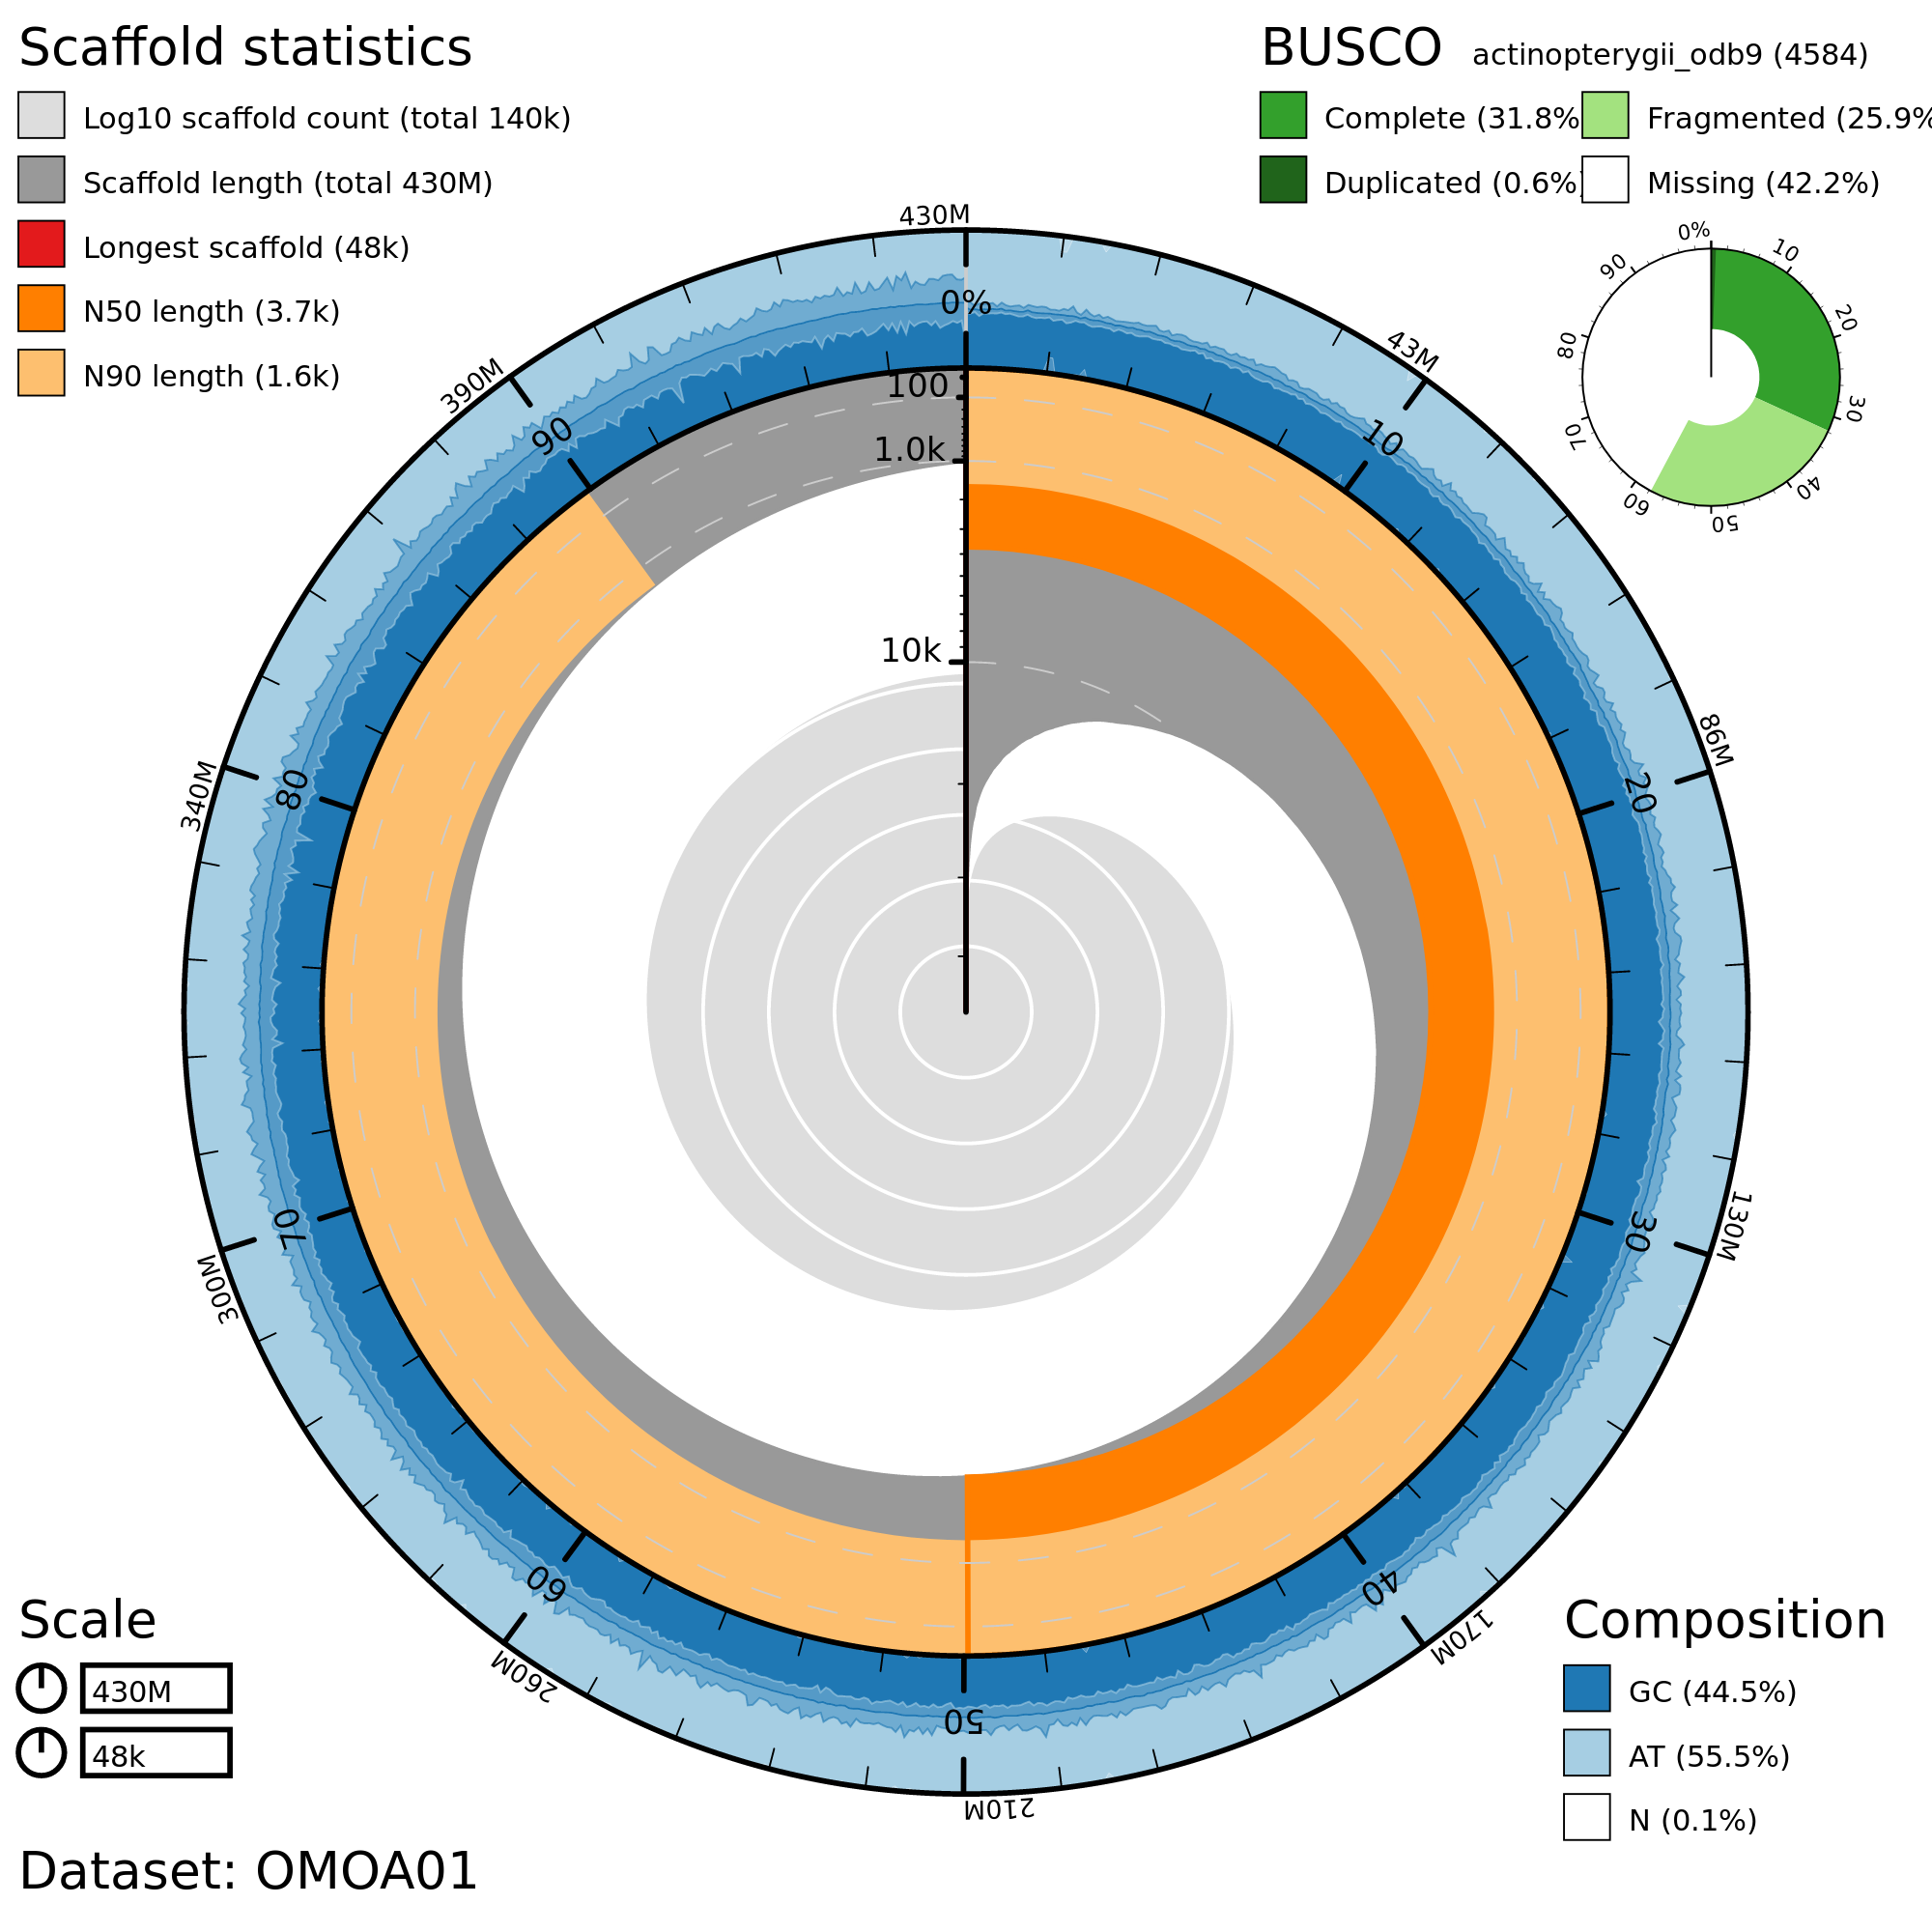 Scaffold statistics
Log10 scaffold count (total 140k)
Scaffold length (total 430M)
Longest scaffold (48k)
N50 length (3.7k)
N90 length (1.6k)
BUSCO actinopterygii_odb9 (4584)
Complete (31.8%
Fragmented (25.9%
Duplicated (0.6%)
Missing (42.2%)
0%
10
20
30
40
50
60
70
80
90
430M
43M
86M
130M
170M
210M
260M
300M
340M
390M
0%
10
20
30
40
50
60
70
80
90
100
1.0k
10k
Scale
430M
48k
Composition
GC (44.5%)
AT (55.5%)
N (0.1%)
Dataset: OMOA01